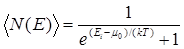 ⟨N(E)⟩ = 1 / (e^{(E_i − μ_0)/(kT)} + 1)